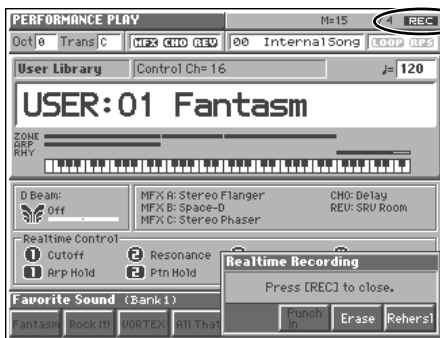 PERFORMANCE PLAY M=15 4 REC
Oct 0 Trans C MFX CHO REV 00 InternalSong LOOP RPS
User Library Control Ch= 16 ♩= 120
USER:01 Fantasm
ZONE
ARP
RHY
D Beam: MFX A: Stereo Flanger CHO: Delay
Off MFX B: Space-D REV: SRV Room
MFX C: Stereo Phaser
Realtime Control
1 Cutoff 2 Resonance
1 Arp Hold 2 Ptn Hold
Realtime Recording
Press [REC] to close.
Punch In Erase Rehersl
Favorite Sound (Bank1)
Fantasm Rock It! VORTEX All That